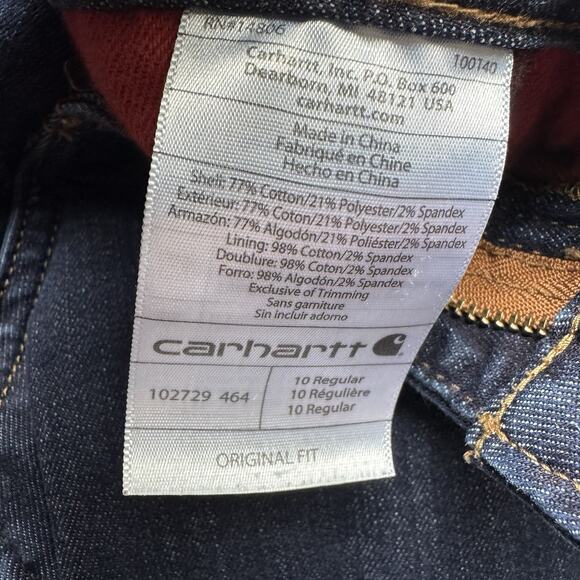 RN#14806
100140
Carhartt, Inc. P.O. Box 600
Dearborn, MI 48121 USA
carhartt.com
Made in China
Fabriqué en Chine
Hecho en China
Shell: 77% Cotton/21% Polyester/2% Spandex
Extérieur: 77% Coton/21% Polyester/2% Spandex
Armazón: 77% Algodón/21% Poliéster/2% Spandex
Lining: 98% Cotton/2% Spandex
Doublure: 98% Coton/2% Spandex
Forro: 98% Algodón/2% Spandex
Exclusive of Trimming
Sans garniture
Sin incluir adorno
carhartt
102729 464
10 Regular
10 Régulière
10 Regular
ORIGINAL FIT